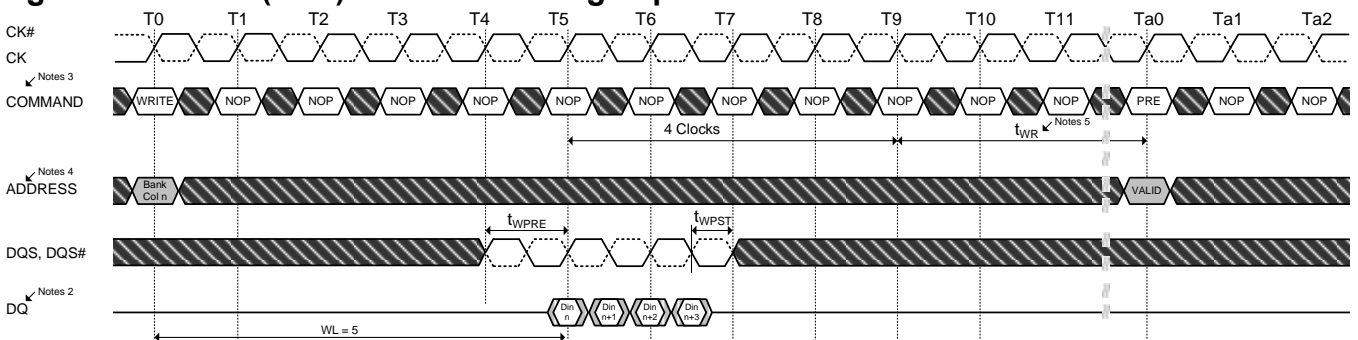 T0 T1 T2 T3 T4 T5 T6 T7 T8 T9 T10 T11 Ta0 Ta1 Ta2
CK#
CK
Notes 3
COMMAND
WRITE NOP NOP NOP NOP NOP NOP NOP NOP NOP NOP NOP PRE NOP NOP
4 Clocks
tWR Notes 5
Notes 4
ADDRESS
Bank
Col n
VALID
tWPRE
tWPST
DQS, DQS#
Notes 2
DQ
Din
n
Din
n+1
Din
n+2
Din
n+3
WL = 5